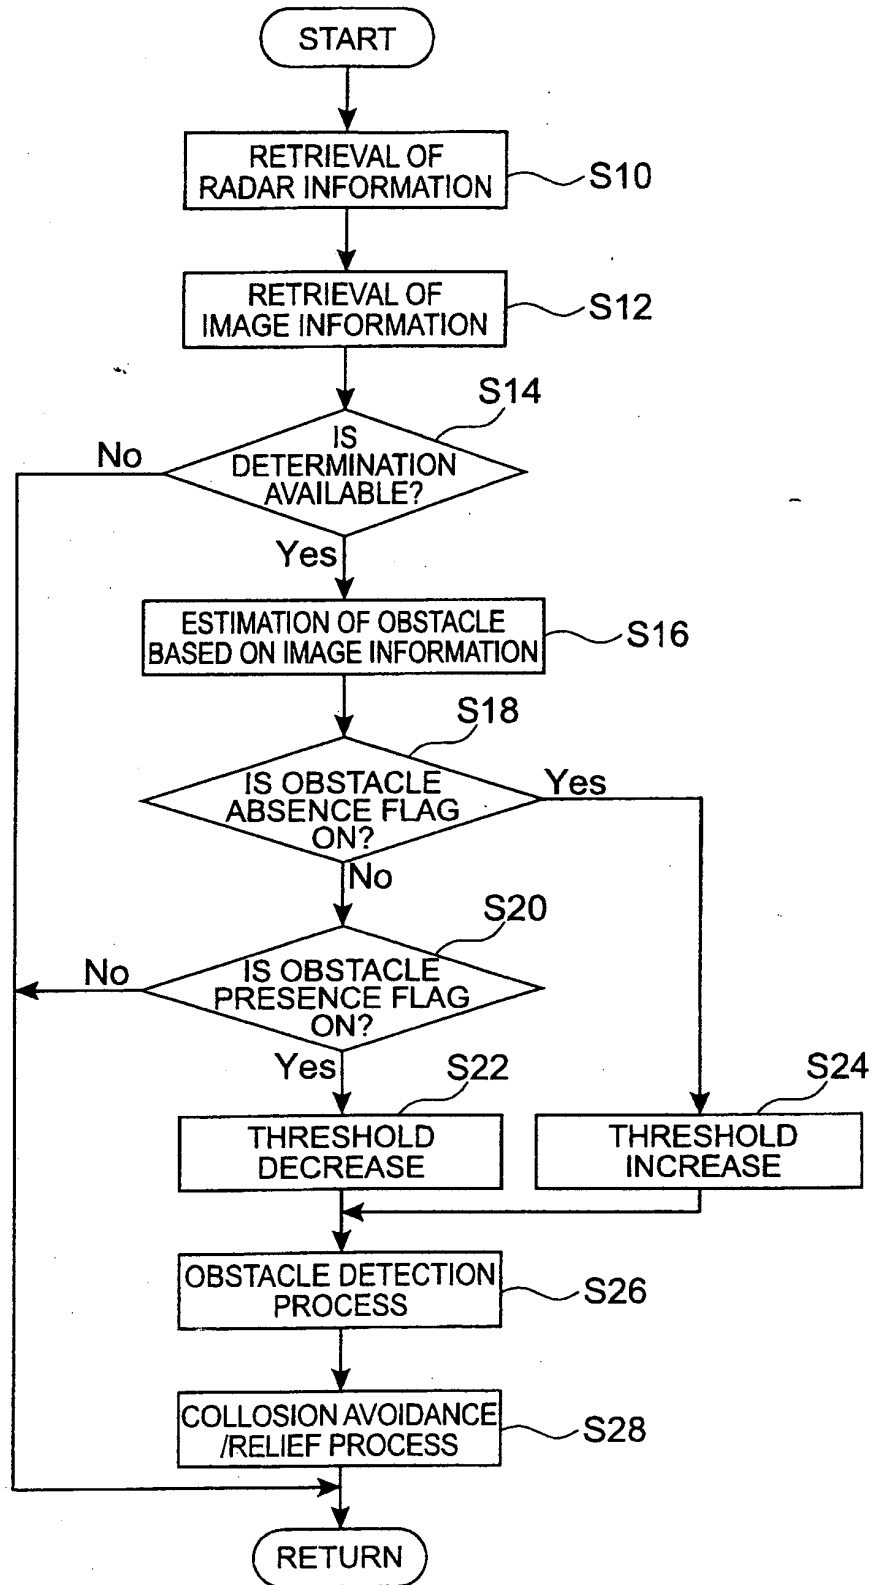 START
RETRIEVAL OF
RADAR INFORMATION
S10
RETRIEVAL OF
IMAGE INFORMATION
S12
S14
No
IS
DETERMINATION
AVAILABLE?
Yes
ESTIMATION OF OBSTACLE
BASED ON IMAGE INFORMATION
S16
S18
IS OBSTACLE
ABSENCE FLAG
ON?
Yes
No
S20
No
IS OBSTACLE
PRESENCE FLAG
ON?
Yes
S22
S24
THRESHOLD
DECREASE
THRESHOLD
INCREASE
OBSTACLE DETECTION
PROCESS
S26
COLLOSION AVOIDANCE
/RELIEF PROCESS
S28
RETURN